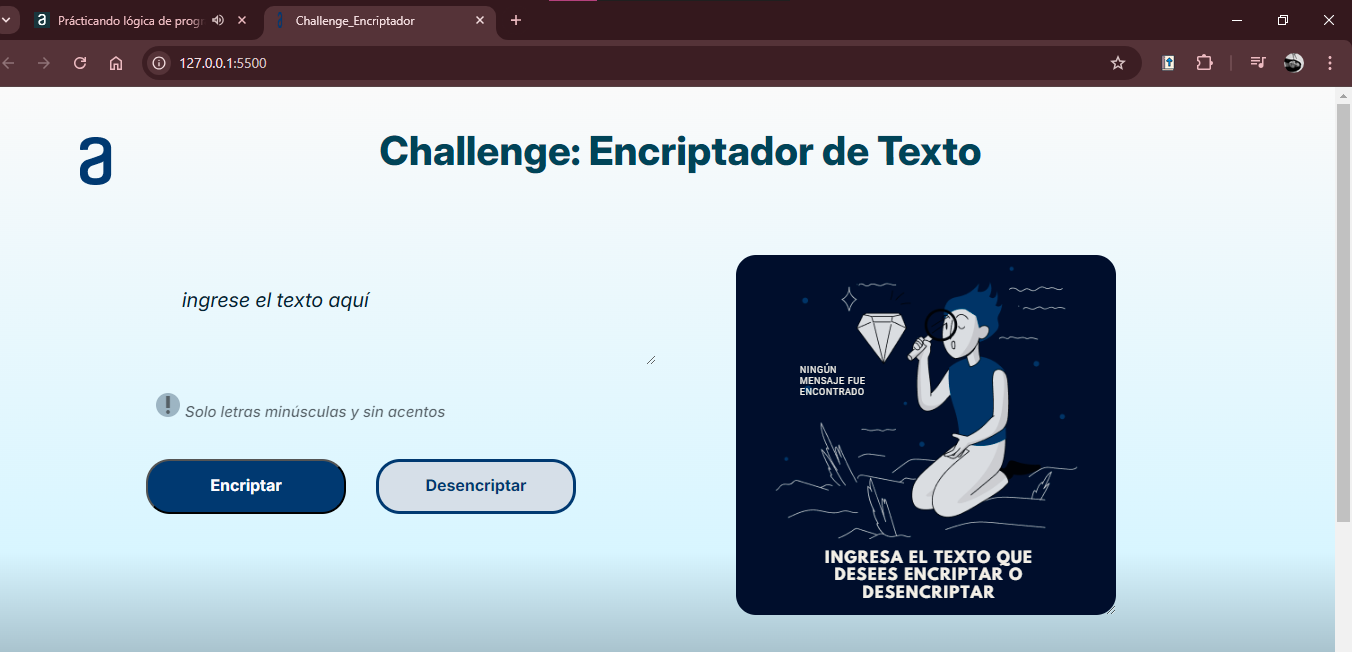 Prácticando lógica de progr
Challenge_Encriptador
127.0.0.1:5500
a
Challenge: Encriptador de Texto
ingrese el texto aquí
Solo letras minúsculas y sin acentos
Encriptar
Desencriptar
NINGÚN
MENSAJE FUE
ENCONTRADO
INGRESA EL TEXTO QUE
DESEES ENCRIPTAR O
DESENCRIPTAR